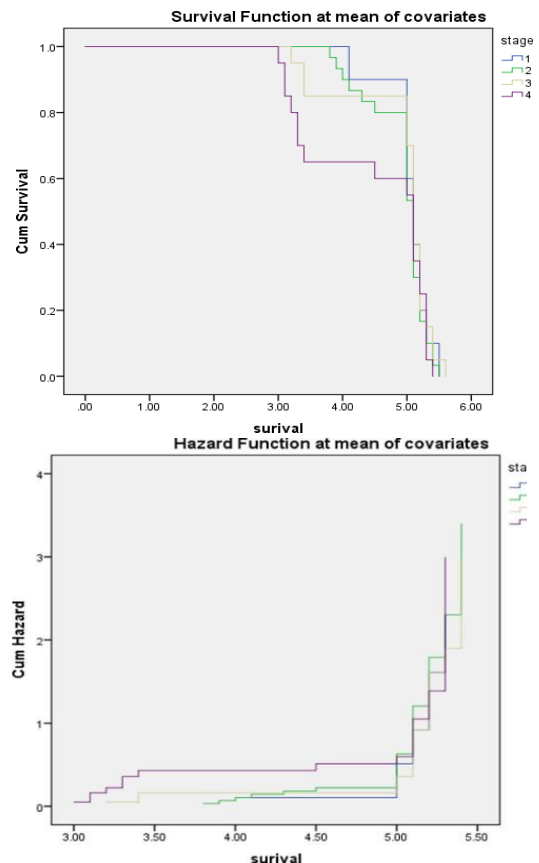 Survival Function at mean of covariates
stage
1
2
3
4
1.0
0.8
0.6
0.4
0.2
0.0
Cum Survival
.00 1.00 2.00 3.00 4.00 5.00 6.00
surival
Hazard Function at mean of covariates
sta
4
3
2
1
0
Cum Hazard
3.00 3.50 4.00 4.50 5.00 5.50
survial